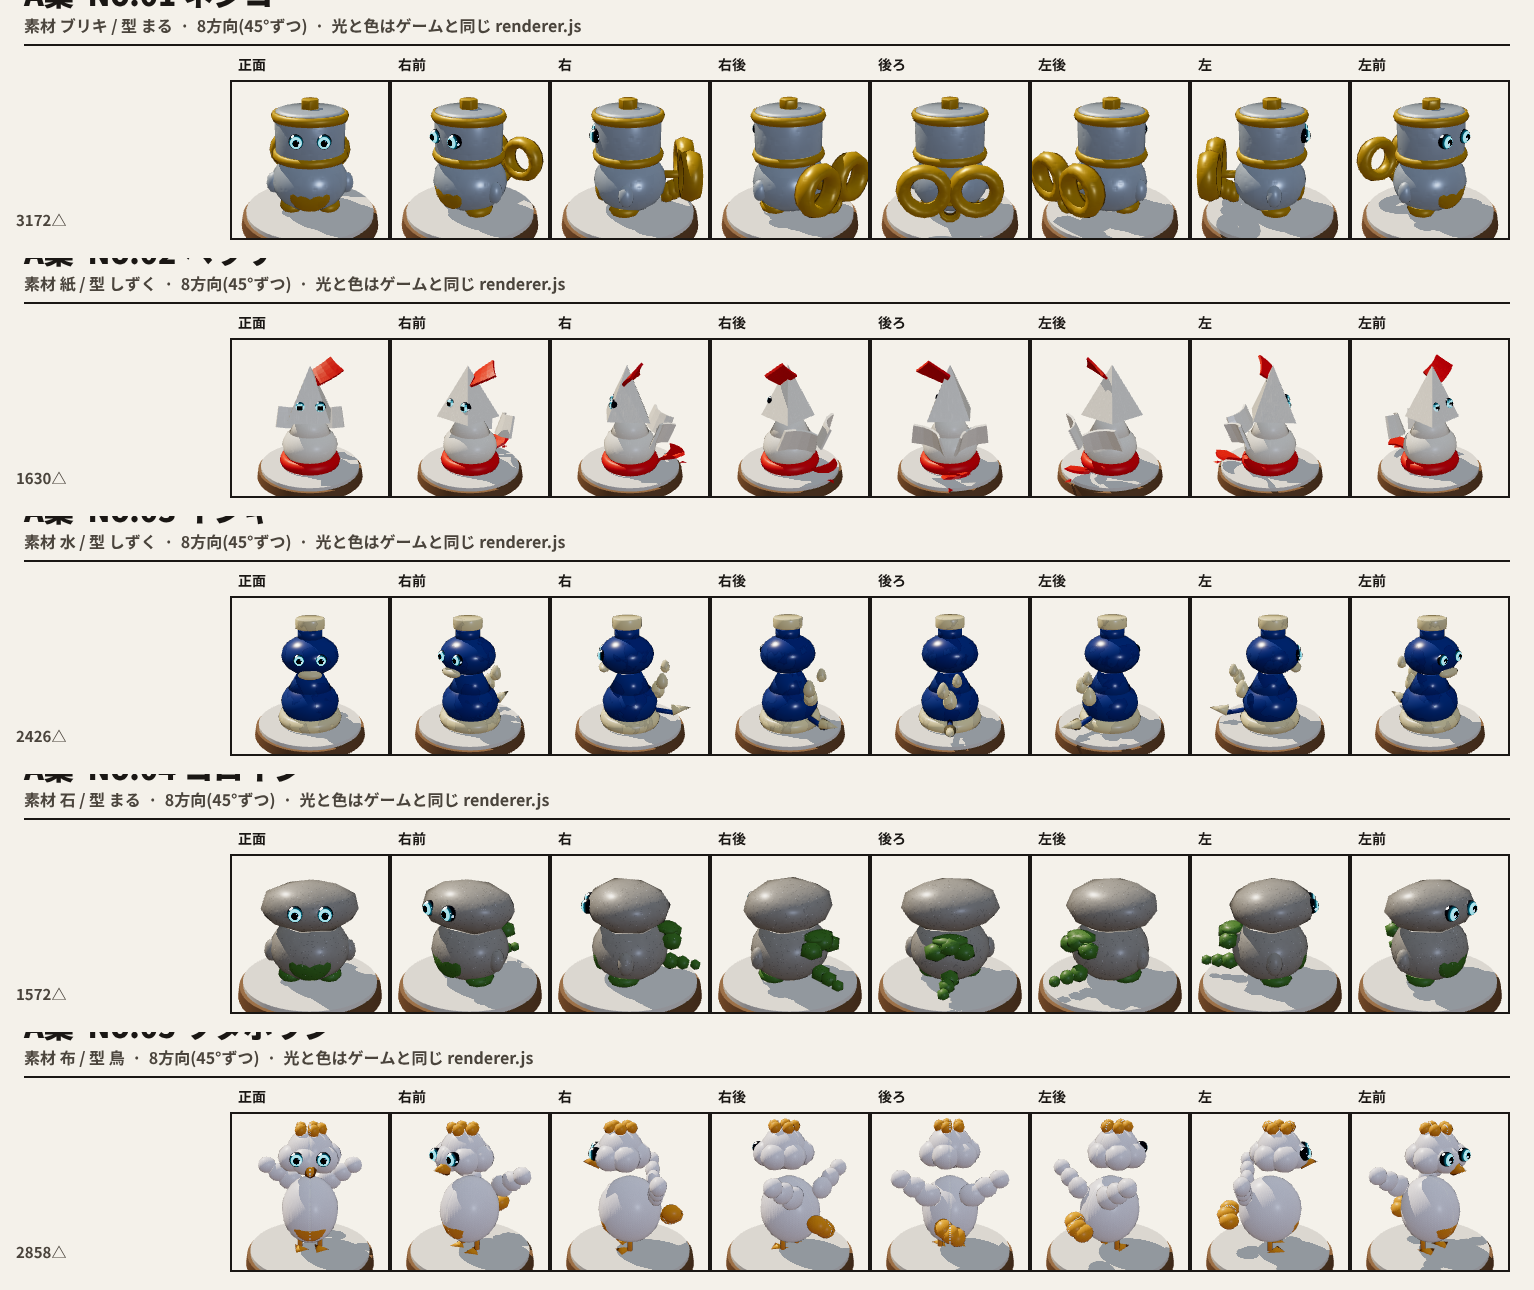 素材 ブリキ / 型 まる ・ 8方向(45°ずつ) ・ 光と色はゲームと同じ renderer.js
正面 右前 右 右後 後ろ 左後 左 左前
3172△
素材 紙 / 型 しずく ・ 8方向(45°ずつ) ・ 光と色はゲームと同じ renderer.js
正面 右前 右 右後 後ろ 左後 左 左前
1630△
素材 水 / 型 しずく ・ 8方向(45°ずつ) ・ 光と色はゲームと同じ renderer.js
正面 右前 右 右後 後ろ 左後 左 左前
2426△
素材 石 / 型 まる ・ 8方向(45°ずつ) ・ 光と色はゲームと同じ renderer.js
正面 右前 右 右後 後ろ 左後 左 左前
1572△
素材 布 / 型 鳥 ・ 8方向(45°ずつ) ・ 光と色はゲームと同じ renderer.js
正面 右前 右 右後 後ろ 左後 左 左前
2858△